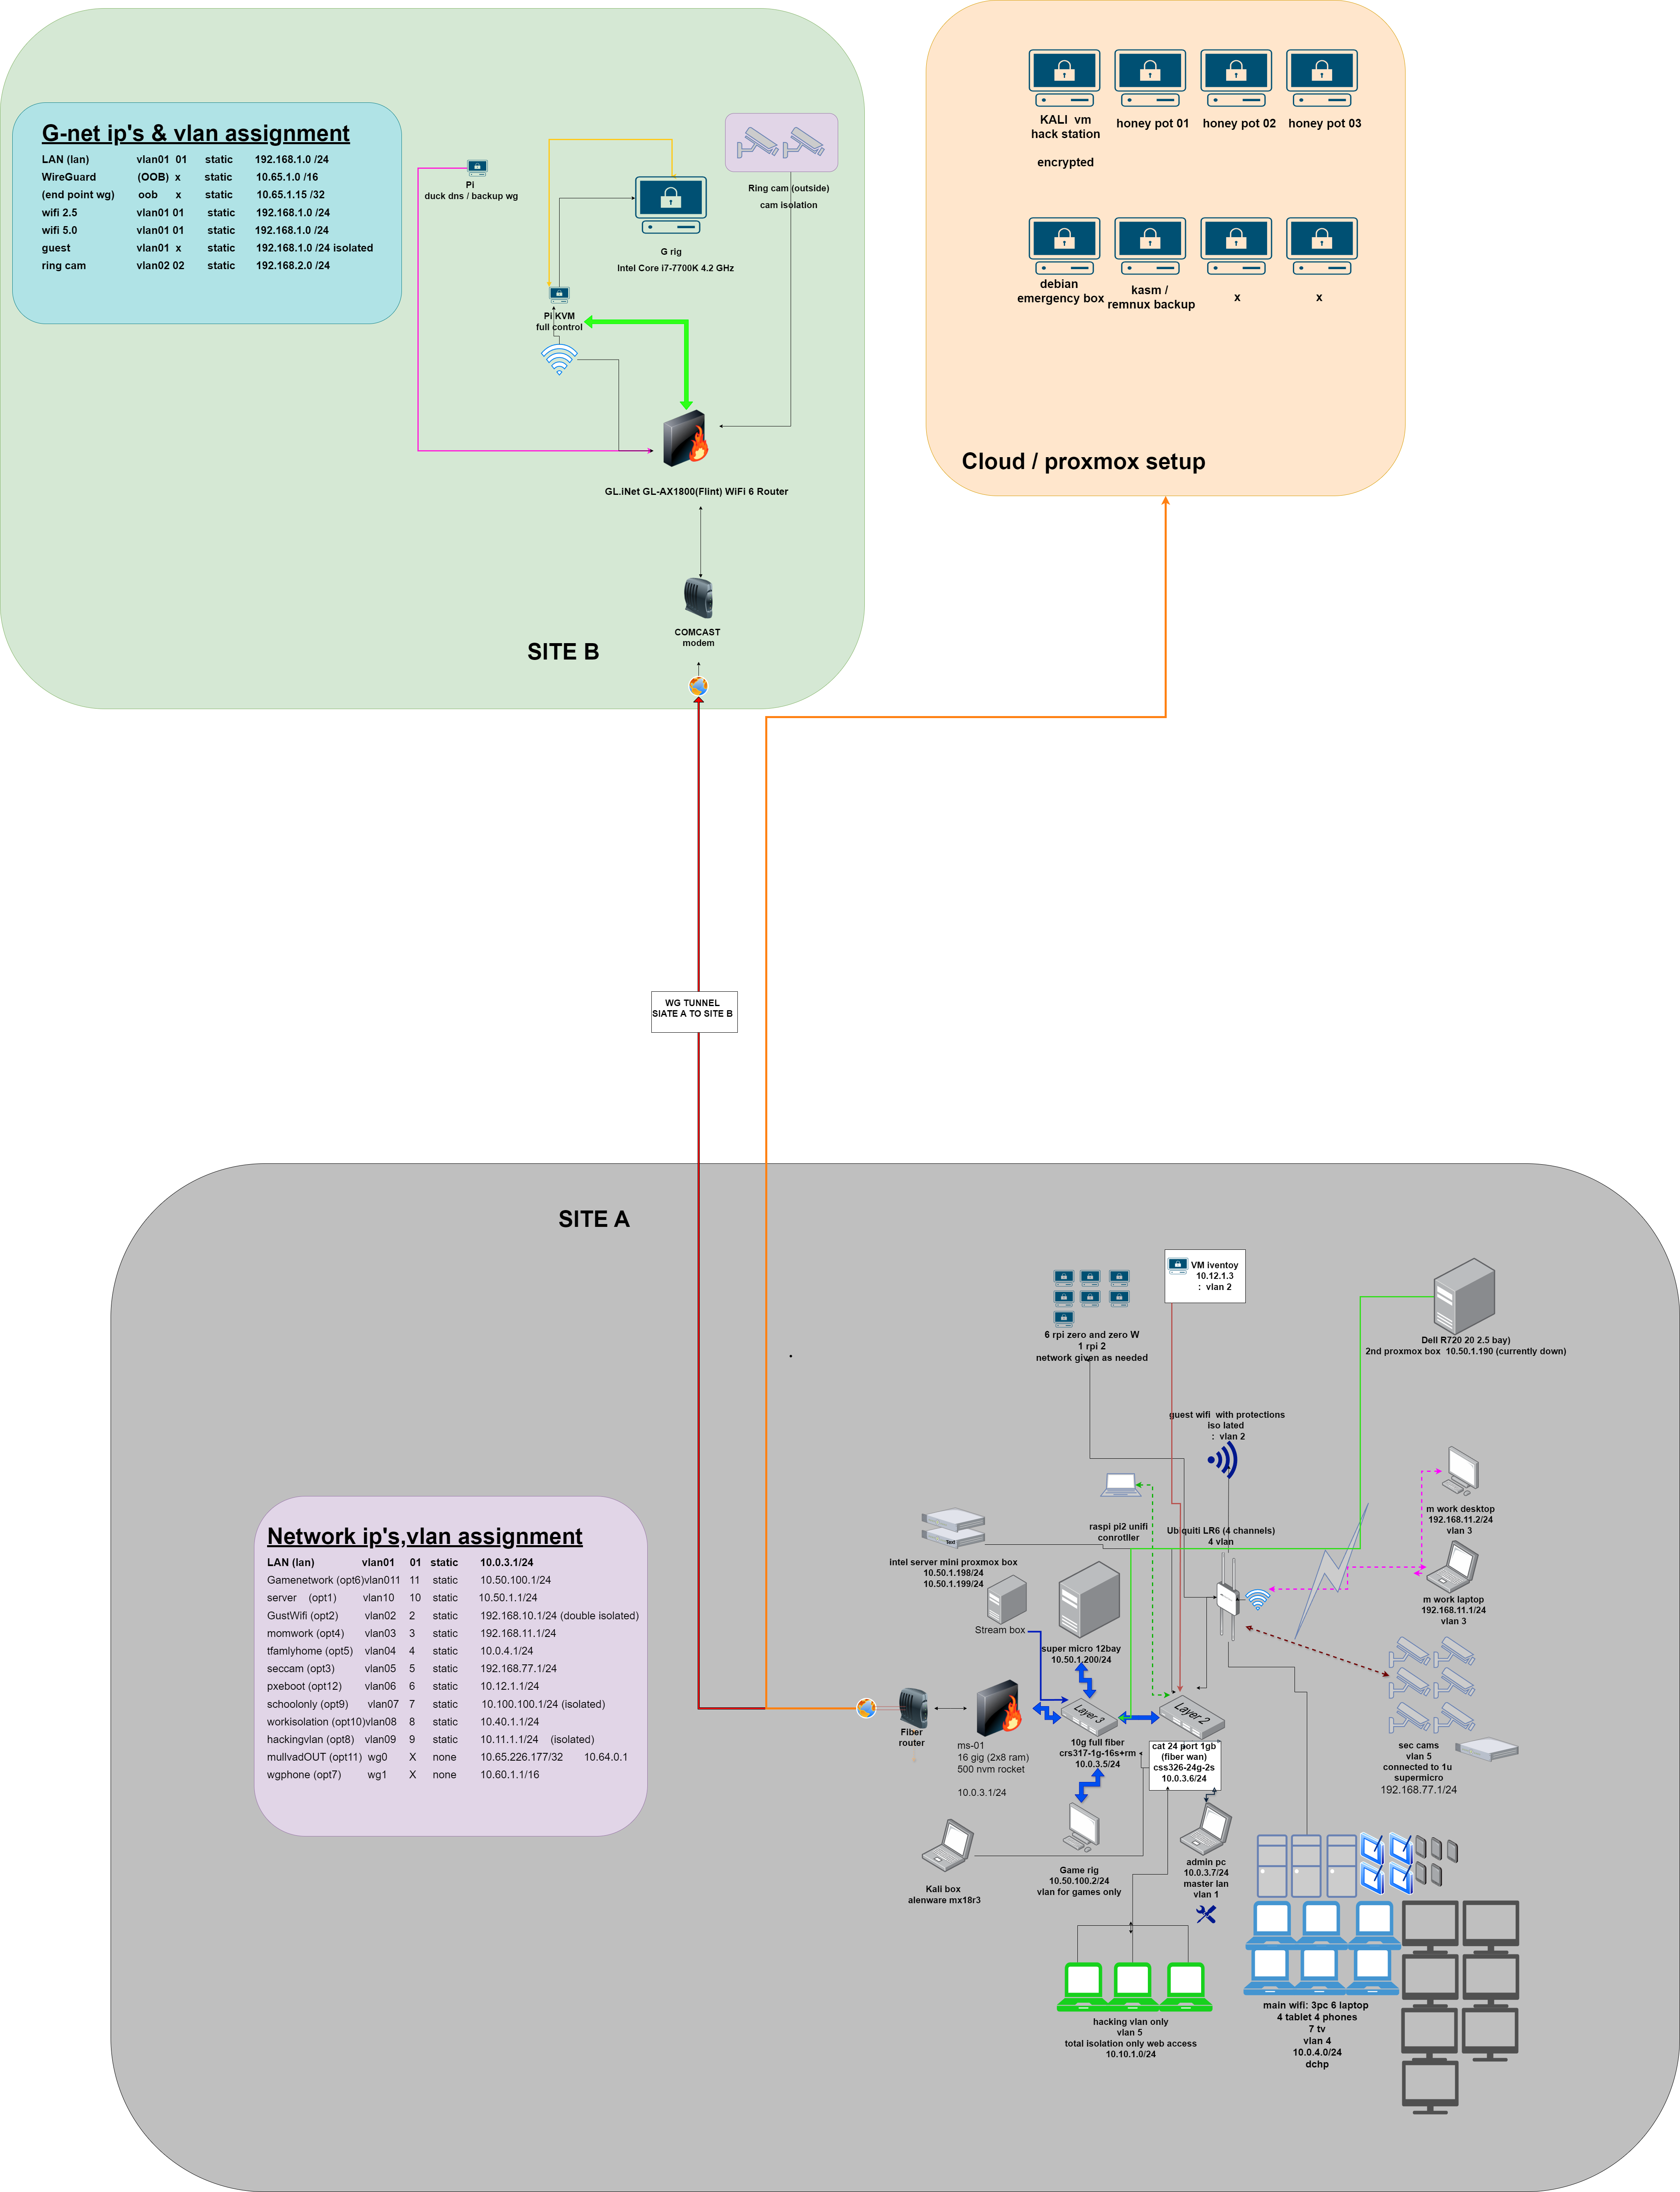 G-net ip's & vlan assignment
LAN (lan) vlan01 01 static 192.168.1.0 /24
WireGuard (OOB) x static 10.65.1.0 /16
(end point wg) oob x static 10.65.1.15 /32
wifi 2.5 vlan01 01 static 192.168.1.0 /24
wifi 5.0 vlan01 01 static 192.168.1.0 /24
guest vlan01 x static 192.168.1.0 /24 isolated
ring cam vlan02 02 static 192.168.2.0 /24
Pi
duck dns / backup wg
Ring cam (outside)
cam isolation
G rig
Intel Core i7-7700K 4.2 GHz
Pi KVM
full control
GL.iNet GL-AX1800(Flint) WiFi 6 Router
COMCAST
modem
SITE B
KALI vm
hack station
encrypted
honey pot 01
honey pot 02
honey pot 03
debian
emergency box
kasm /
remnux backup
x
x
Cloud / proxmox setup
WG TUNNEL
SIATE A TO SITE B
SITE A
VM iventoy
10.12.1.3
: vlan 2
6 rpi zero and zero W
1 rpi 2
network given as needed
Dell R720 20 2.5 bay)
2nd proxmox box 10.50.1.190 (currently down)
guest wifi with protections
iso lated
: vlan 2
m work desktop
192.168.11.2/24
vlan 3
raspi pi2 unifi
conrotller
Ub quiti LR6 (4 channels)
4 vlan
Text
intel server mini proxmox box
10.50.1.198/24
10.50.1.199/24
Stream box
super micro 12bay
10.50.1.200/24
m work laptop
192.168.11.1/24
vlan 3
Network ip's,vlan assignment
LAN (lan) vlan01 01 static 10.0.3.1/24
Gamenetwork (opt6)vlan011 11 static 10.50.100.1/24
server (opt1) vlan10 10 static 10.50.1.1/24
GustWifi (opt2) vlan02 2 static 192.168.10.1/24 (double isolated)
momwork (opt4) vlan03 3 static 192.168.11.1/24
tfamlyhome (opt5) vlan04 4 static 10.0.4.1/24
seccam (opt3) vlan05 5 static 192.168.77.1/24
pxeboot (opt12) vlan06 6 static 10.12.1.1/24
schoolonly (opt9) vlan07 7 static 10.100.100.1/24 (isolated)
workisolation (opt10)vlan08 8 static 10.40.1.1/24
hackingvlan (opt8) vlan09 9 static 10.11.1.1/24 (isolated)
mullvadOUT (opt11) wg0 X none 10.65.226.177/32 10.64.0.1
wgphone (opt7) wg1 X none 10.60.1.1/16
Fiber
router
ms-01
16 gig (2x8 ram)
500 nvm rocket
10.0.3.1/24
Layer 3
10g full fiber
crs317-1g-16s+rm
10.0.3.5/24
Layer 2
cat 24 port 1gb
(fiber wan)
css326-24g-2s
10.0.3.6/24
sec cams
vlan 5
connected to 1u
supermicro
192.168.77.1/24
Kali box
alenware mx18r3
Game rig
10.50.100.2/24
vlan for games only
admin pc
10.0.3.7/24
master lan
vlan 1
hacking vlan only
vlan 5
total isolation only web access
10.10.1.0/24
main wifi: 3pc 6 laptop
4 tablet 4 phones
7 tv
vlan 4
10.0.4.0/24
dchp